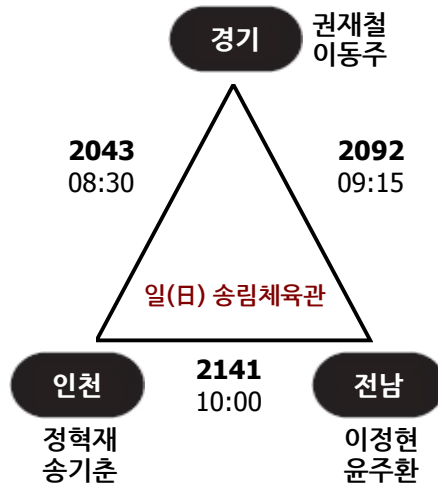 경기
권재철
이동주
2043
08:30
2092
09:15
일(日) 송림체육관
인천
2141
10:00
전남
정혁재
송기춘
이정현
윤주환